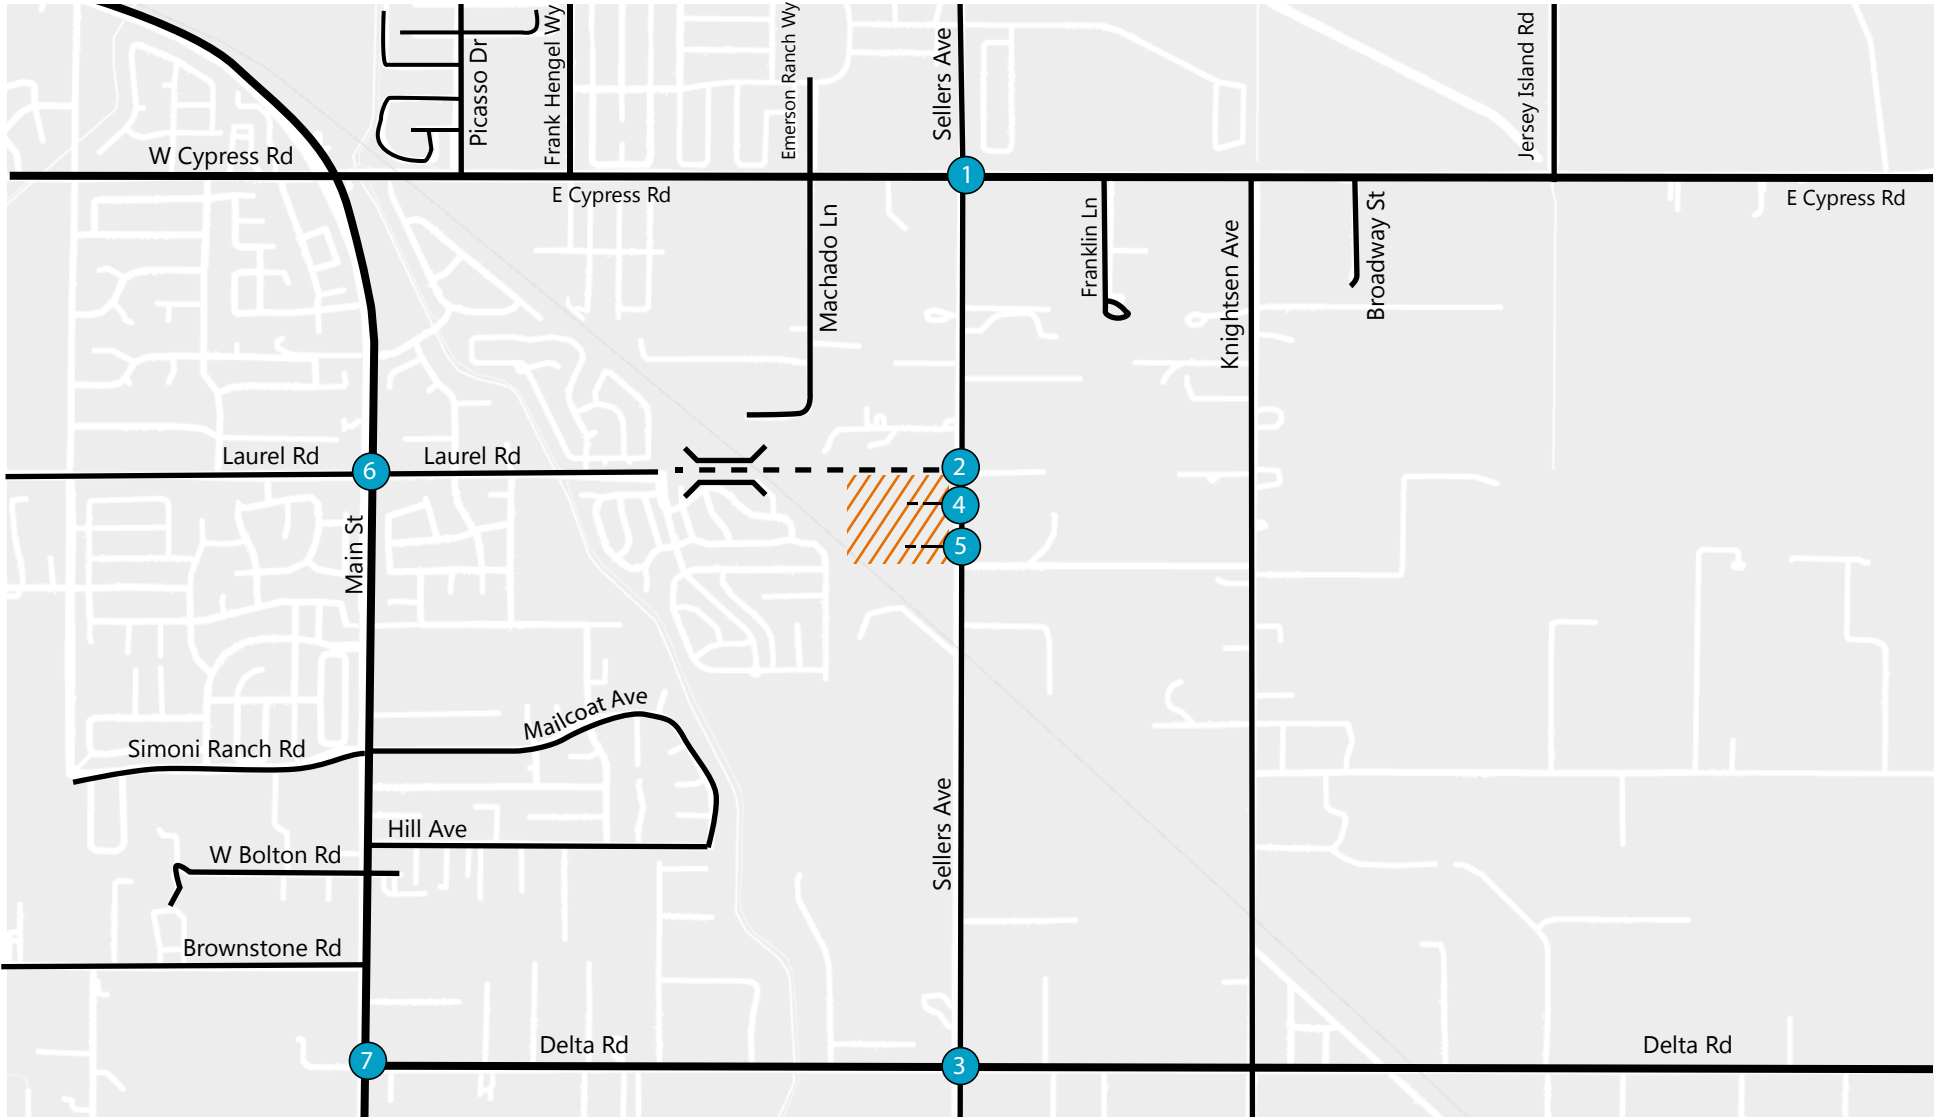 Picasso Dr
Frank Hengel Wy
Emerson Ranch Wy
Sellers Ave
Jersey Island Rd
W Cypress Rd
1
E Cypress Rd
E Cypress Rd
Machado Ln
Franklin Ln
Knightsen Ave
Broadway St
Laurel Rd
6
Laurel Rd
2
4
5
Main St
Mailcoat Ave
Simoni Ranch Rd
Sellers Ave
Hill Ave
W Bolton Rd
Brownstone Rd
7
Delta Rd
3
Delta Rd